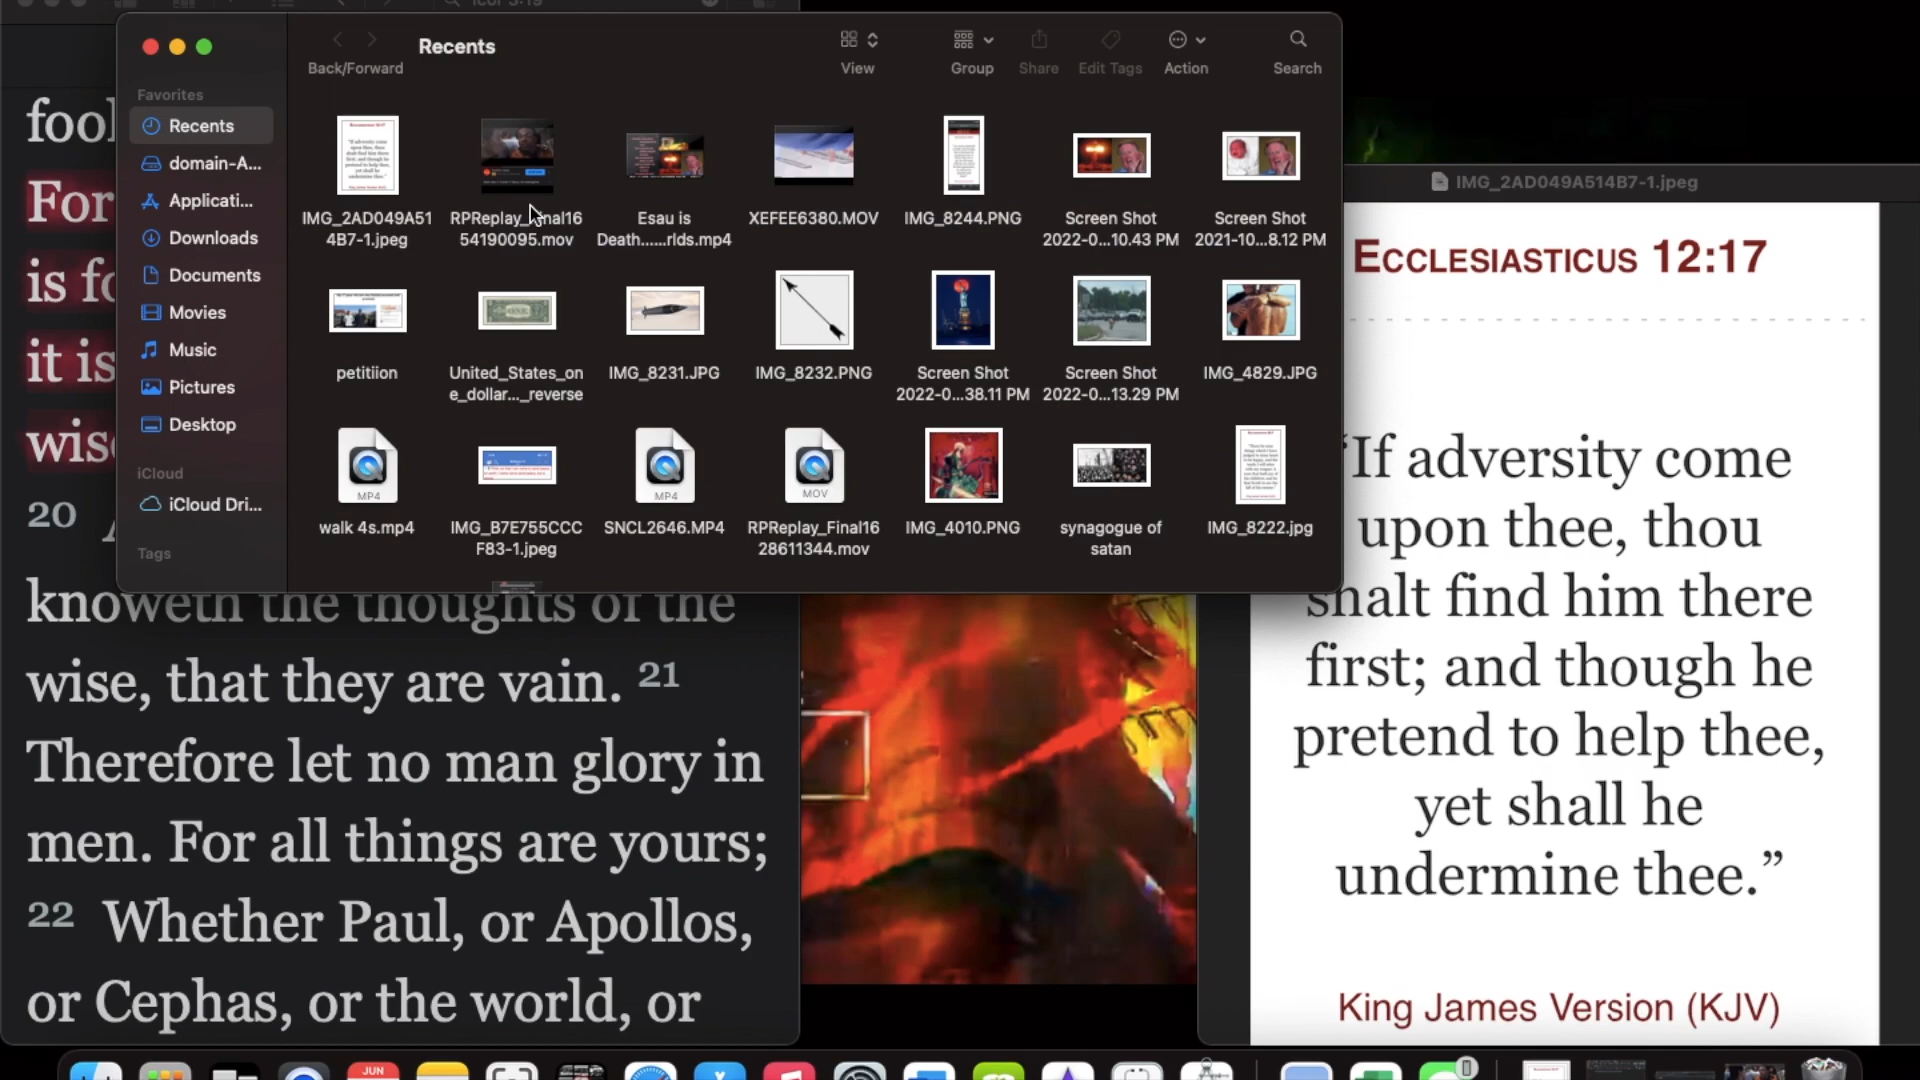 Recents
Back/Forward
View
Group
Share
Edit Tags
Action
Search
Favorites
Recents
domain-A...
Applicati...
Downloads
Documents
Movies
Music
Pictures
Desktop
iCloud
iCloud Dri...
Tags
IMG_2AD049A51
4B7-1.jpeg
RPReplay_Final16
54190095.mov
Esau is
Death......rlds.mp4
XEFEE6380.MOV
IMG_8244.PNG
Screen Shot
2022-0...10.43 PM
Screen Shot
2021-10...8.12 PM
petitiion
United_States_on
e_dollar..._reverse
IMG_8231.JPG
IMG_8232.PNG
Screen Shot
2022-0...38.11 PM
Screen Shot
2022-0...13.29 PM
IMG_4829.JPG
MP4
walk 4s.mp4
IMG_B7E755CCC
F83-1.jpeg
MP4
SNCL2646.MP4
MOV
RPReplay_Final16
28611344.mov
IMG_4010.PNG
synagogue of
satan
IMG_8222.jpg
fool
For
is fo
it is
wise
20
knoweth the thoughts of the
wise, that they are vain. 21
Therefore let no man glory in
men. For all things are yours;
22 Whether Paul, or Apollos,
or Cephas, or the world, or
IMG_2AD049A514B7-1.jpeg
Ecclesiasticus 12:17
“If adversity come
upon thee, thou
shalt find him there
first; and though he
pretend to help thee,
yet shall he
undermine thee.”
King James Version (KJV)
JUN